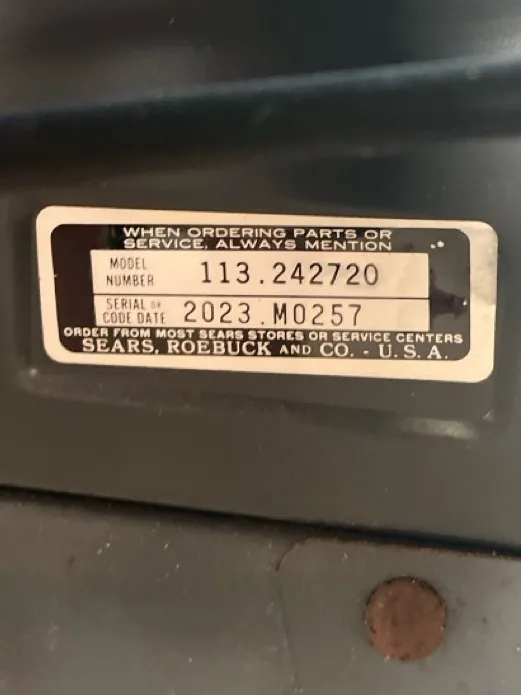 WHEN ORDERING PARTS OR
SERVICE, ALWAYS MENTION
MODEL
NUMBER 113.242720
SERIAL OR
CODE DATE 2023.M0257
ORDER FROM MOST SEARS STORES OR SERVICE CENTERS
SEARS, ROEBUCK AND CO. - U.S.A.